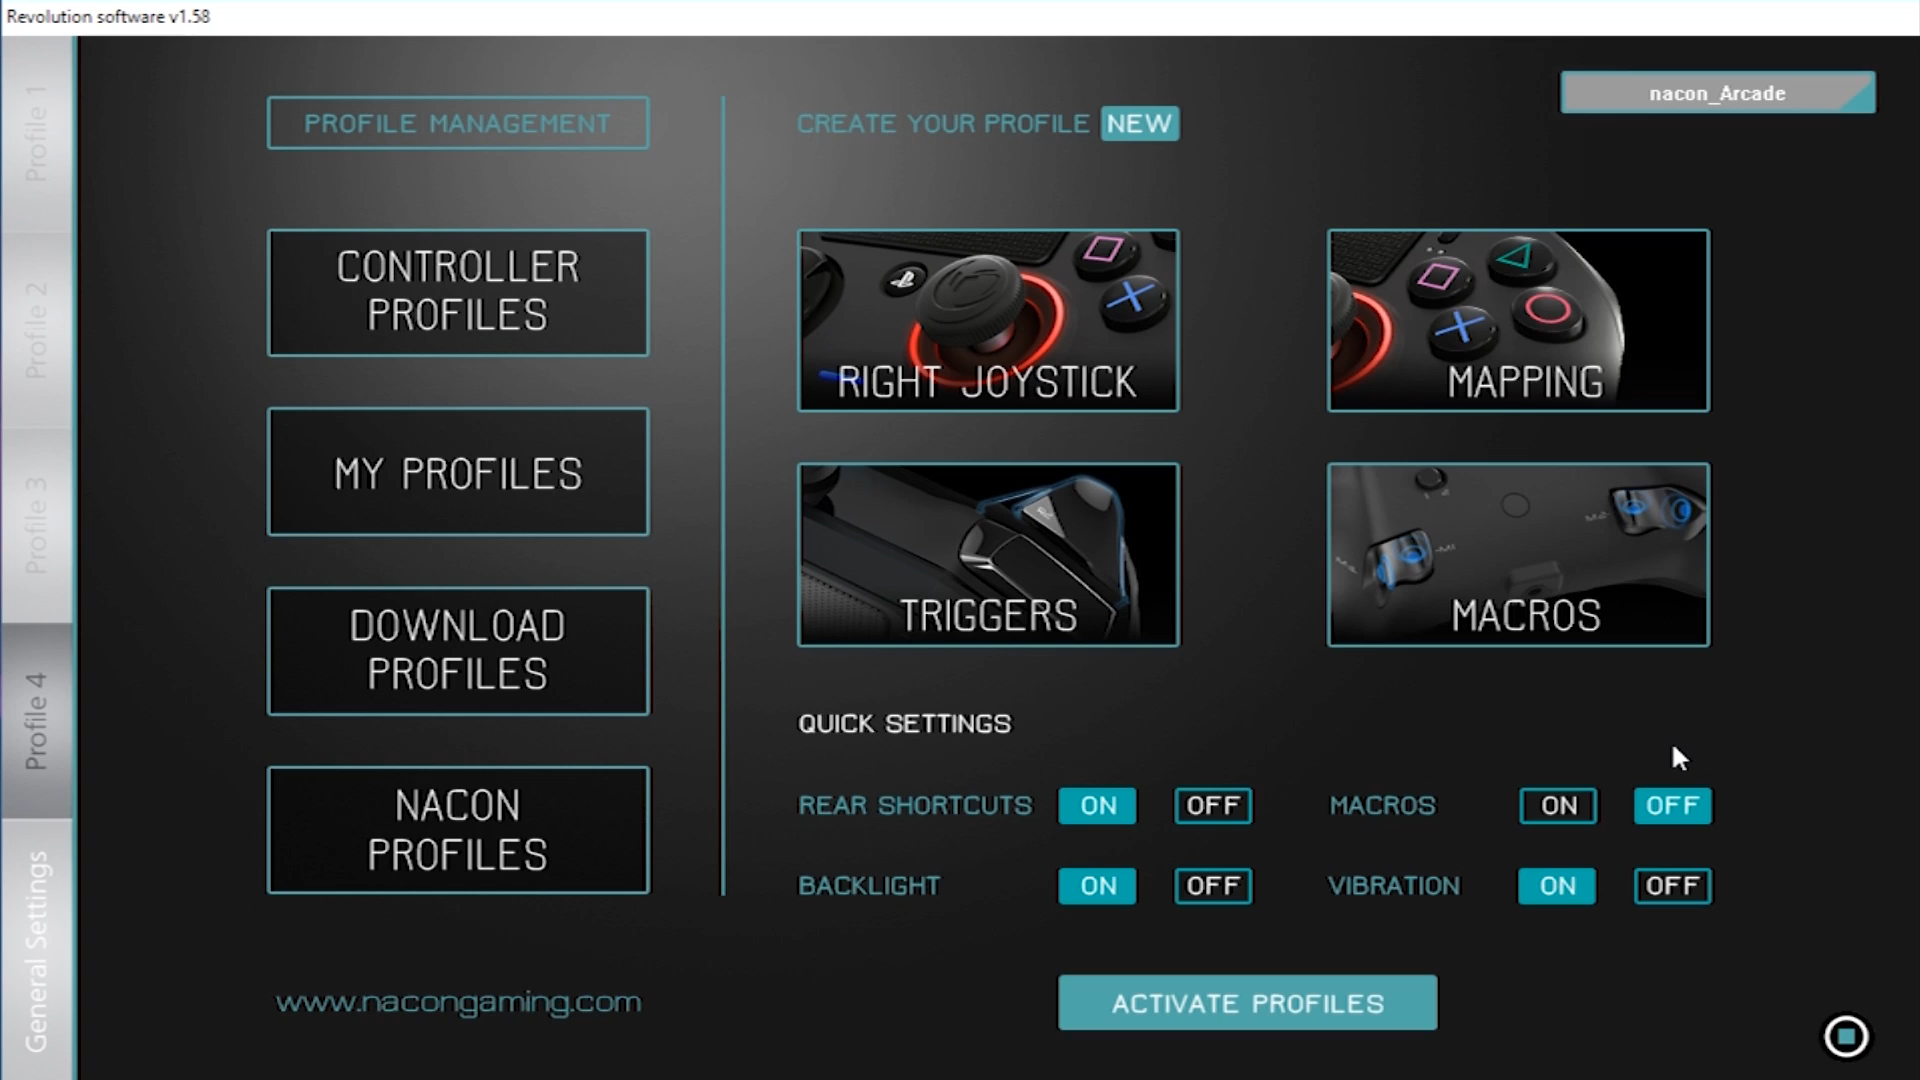 Revolution software v1.58
Profile 1
Profile 2
Profile 3
Profile 4
General Settings
PROFILE MANAGEMENT
CONTROLLER
PROFILES
MY PROFILES
DOWNLOAD
PROFILES
NACON
PROFILES
www.nacongaming.com
CREATE YOUR PROFILE NEW
nacon_Arcade
RIGHT JOYSTICK
MAPPING
TRIGGERS
MACROS
QUICK SETTINGS
REAR SHORTCUTS ON OFF
MACROS ON OFF
BACKLIGHT ON OFF
VIBRATION ON OFF
ACTIVATE PROFILES